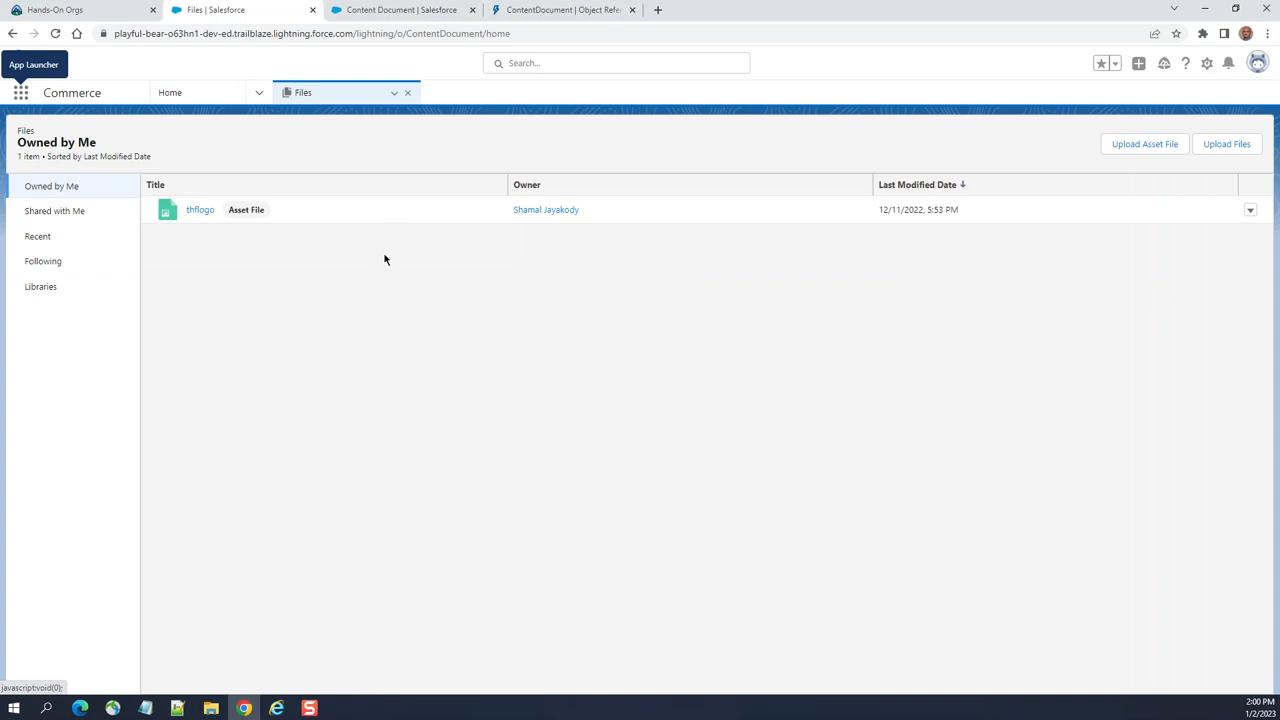 Hands-On Orgs
Files | Salesforce
Content Document | Salesforce
ContentDocument | Object Refe
playful-bear-o63hn1-dev-ed.trailblaze.lightning.force.com/lightning/o/ContentDocument/home
App Launcher
Search...
Commerce
Home
Files
Files
Owned by Me
1 item • Sorted by Last Modified Date
Upload Asset File
Upload Files
Owned by Me
Shared with Me
Recent
Following
Libraries
Title
Owner
Last Modified Date
thflogo
Asset File
Shamal Jayakody
12/11/2022, 5:53 PM
javascript:void(0);
2:00 PM
1/2/2023